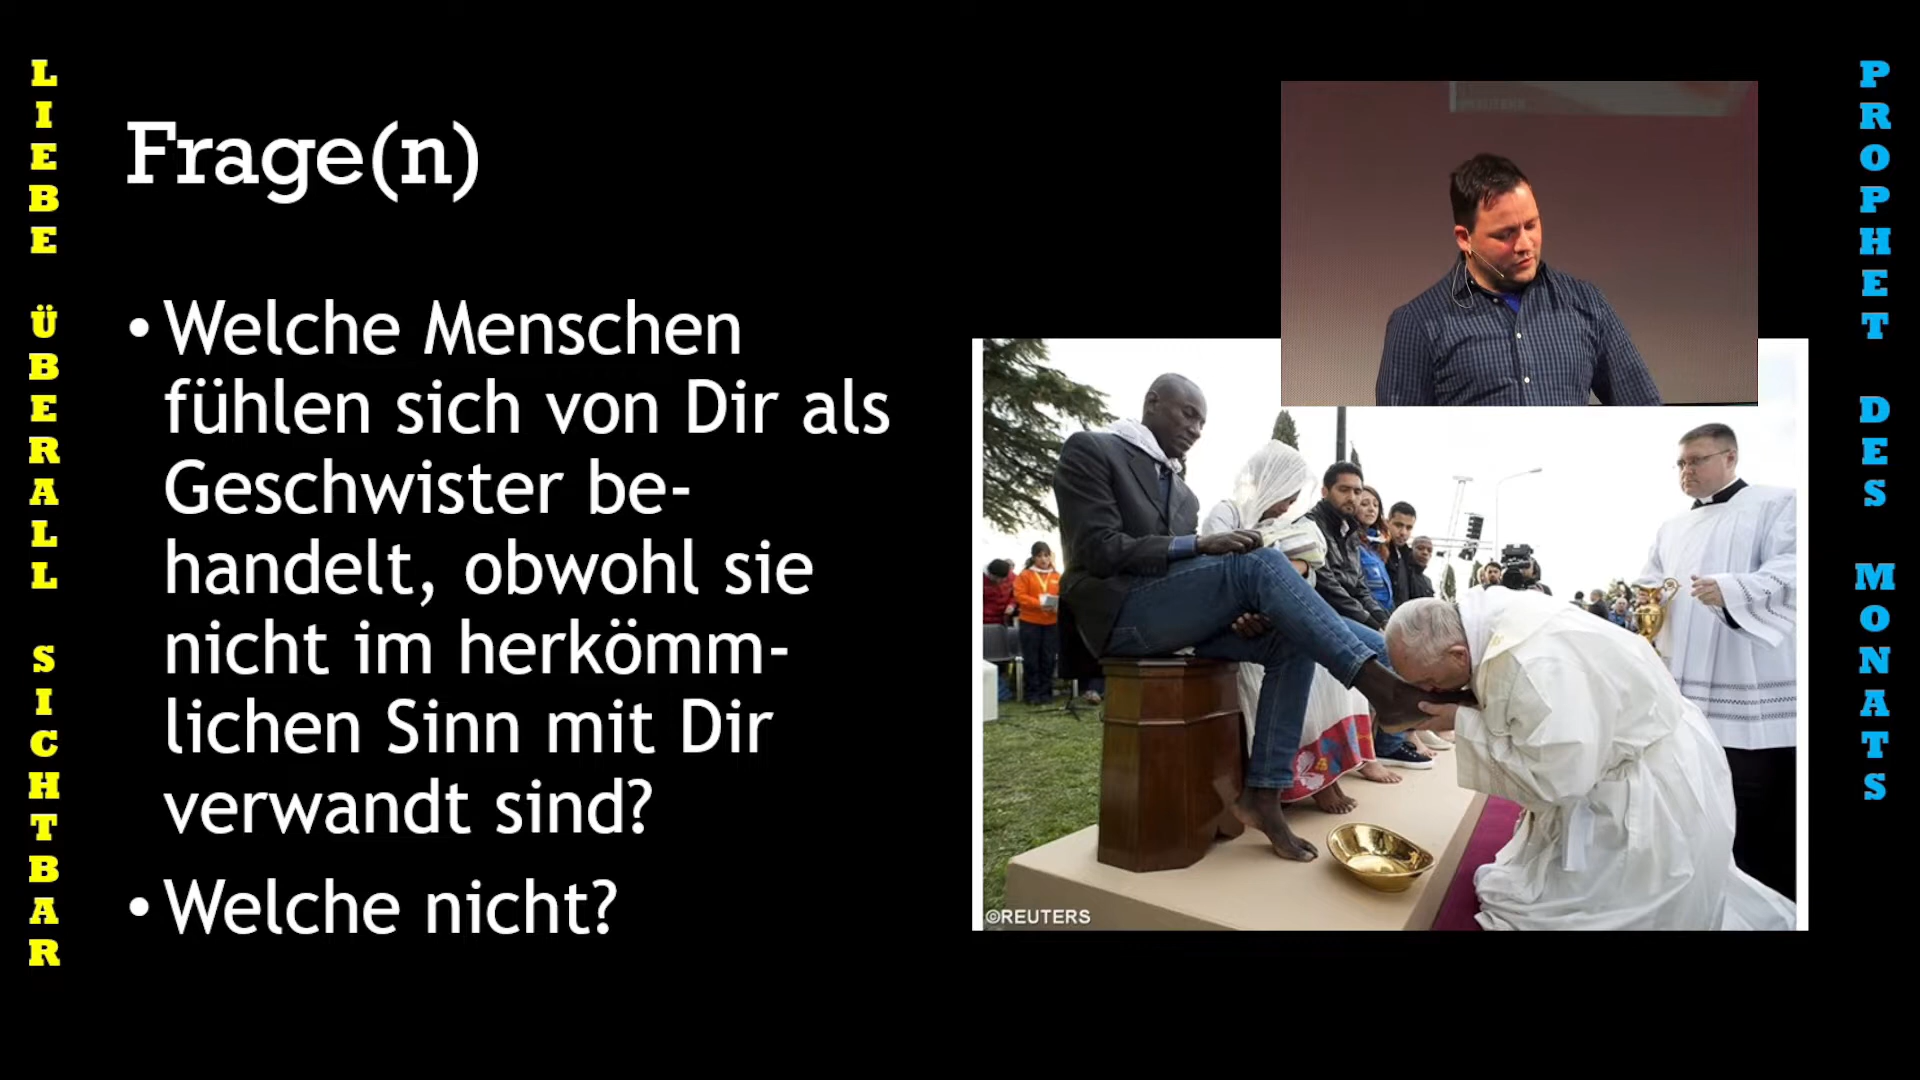 LIEBE ÜBERALL SICHTBAR
Frage(n)
• Welche Menschen
fühlen sich von Dir als
Geschwister be-
handelt, obwohl sie
nicht im herkömm-
lichen Sinn mit Dir
verwandt sind?
• Welche nicht?
©REUTERS
PROPHET DES MONATS